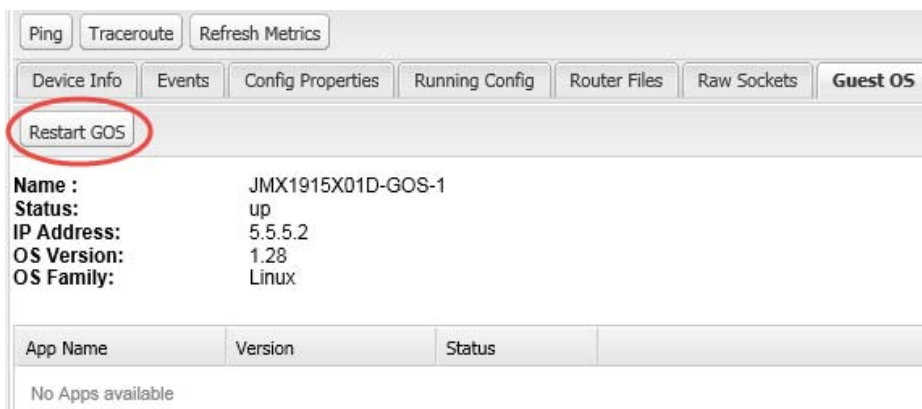 Ping Traceroute Refresh Metrics
Device Info Events Config Properties Running Config Router Files Raw Sockets Guest OS
Restart GOS
Name : JMX1915X01D-GOS-1
Status: up
IP Address: 5.5.5.2
OS Version: 1.28
OS Family: Linux
App Name Version Status
No Apps available